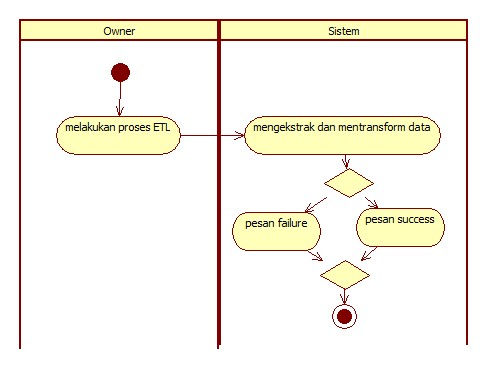 Owner
Sistem
melakukan proses ETL
mengekstrak dan mentransform data
pesan failure
pesan success